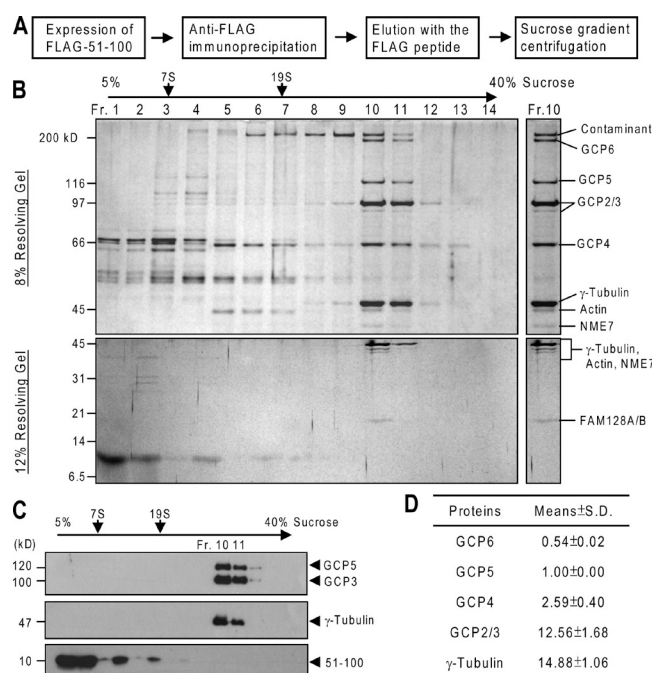 A
Expression of FLAG-51-100
Anti-FLAG immunoprecipitation
Elution with the FLAG peptide
Sucrose gradient centrifugation
B
5% 7S 19S 40% Sucrose
Fr. 1 2 3 4 5 6 7 8 9 10 11 12 13 14 Fr.10
8% Resolving Gel
200 kD
116
97
66
45
Contaminant
GCP6
GCP5
GCP2/3
GCP4
γ-Tubulin
Actin
NME7
12% Resolving Gel
45
31
21
14
6.5
γ-Tubulin,
Actin, NME7
FAM128A/B
C
5% 7S 19S 40% Sucrose
(kD) Fr. 10 11
120 GCP5
100 GCP3
47 γ-Tubulin
10 51-100
D
Proteins Means±S.D.
GCP6 0.54±0.02
GCP5 1.00±0.00
GCP4 2.59±0.40
GCP2/3 12.56±1.68
γ-Tubulin 14.88±1.06